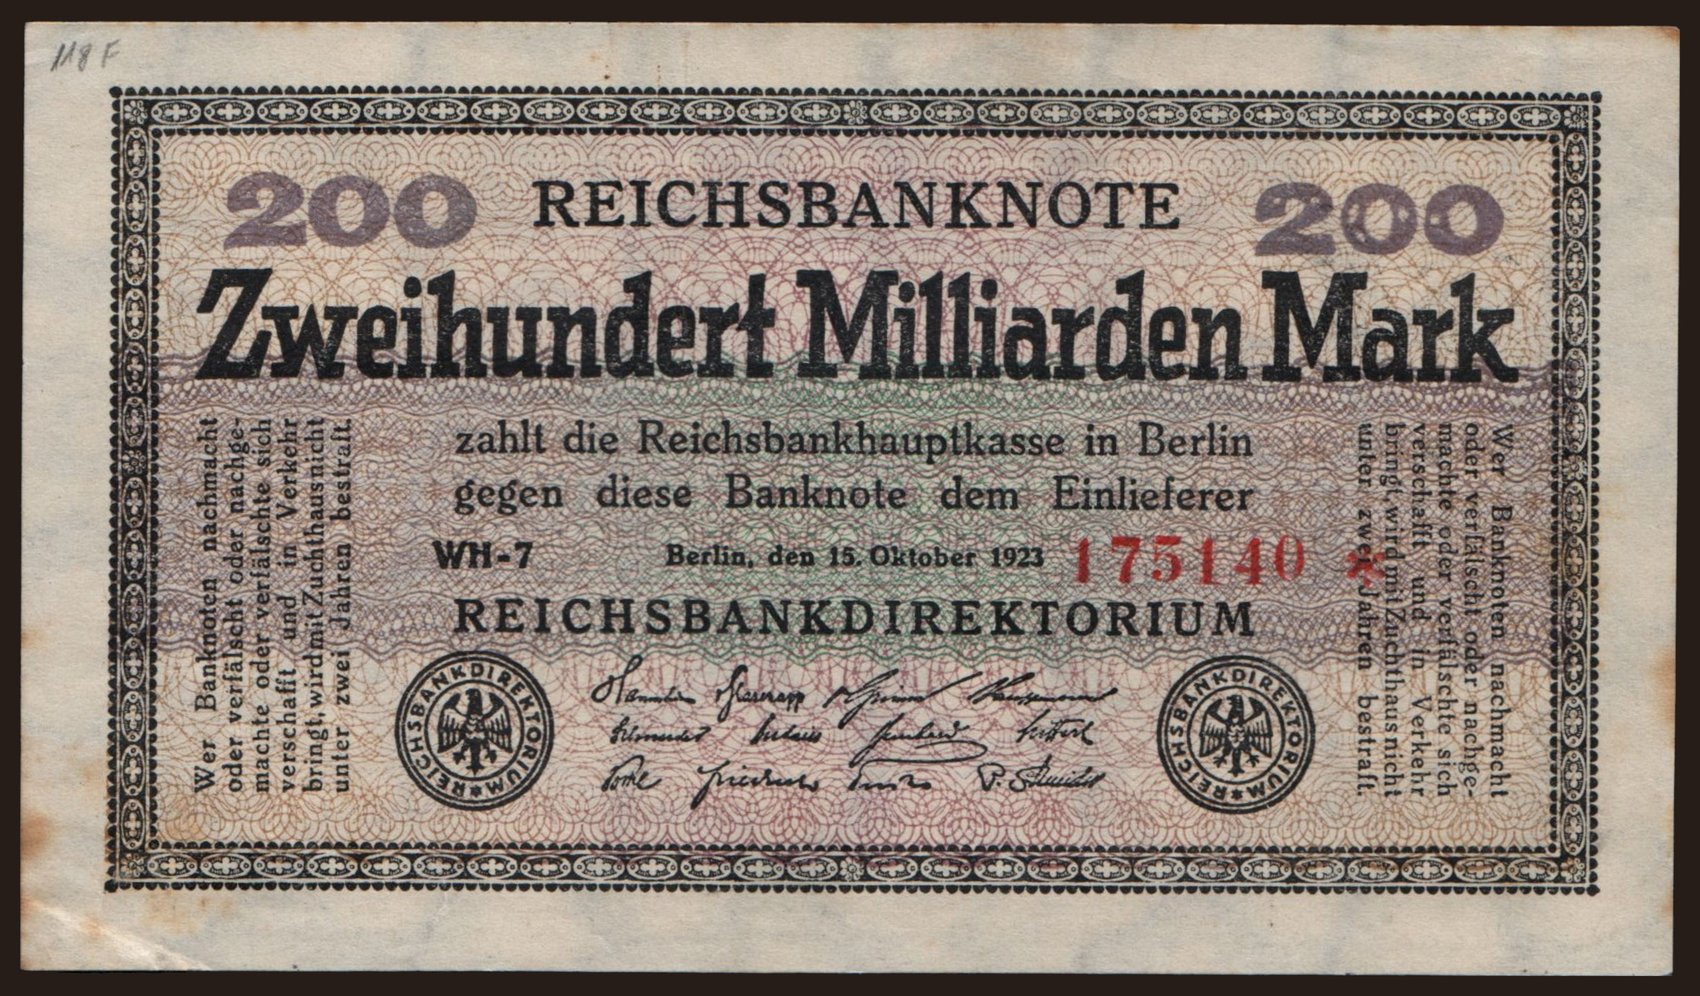 118 F
200 REICHSBANKNOTE 200
Zweihundert Milliarden Mark
zahlt die Reichsbankhauptkasse in Berlin
gegen diese Banknote dem Einlieferer
WH-7 Berlin, den 15. Oktober 1923 175140 *
REICHSBANKDIREKTORIUM
Wer Banknoten nachmacht
oder verfälscht oder nachge-
machte oder verfälschte sich
verschafft und in Verkehr
bringt, wird mit Zuchthaus nicht
unter zwei Jahren bestraft.
Wer Banknoten nachmacht
oder verfälscht oder nachge-
machte oder verfälschte sich
verschafft und in Verkehr
bringt, wird mit Zuchthaus nicht
unter zwei Jahren bestraft.
REICHSBANKDIREKTORIUM *
REICHSBANKDIREKTORIUM *